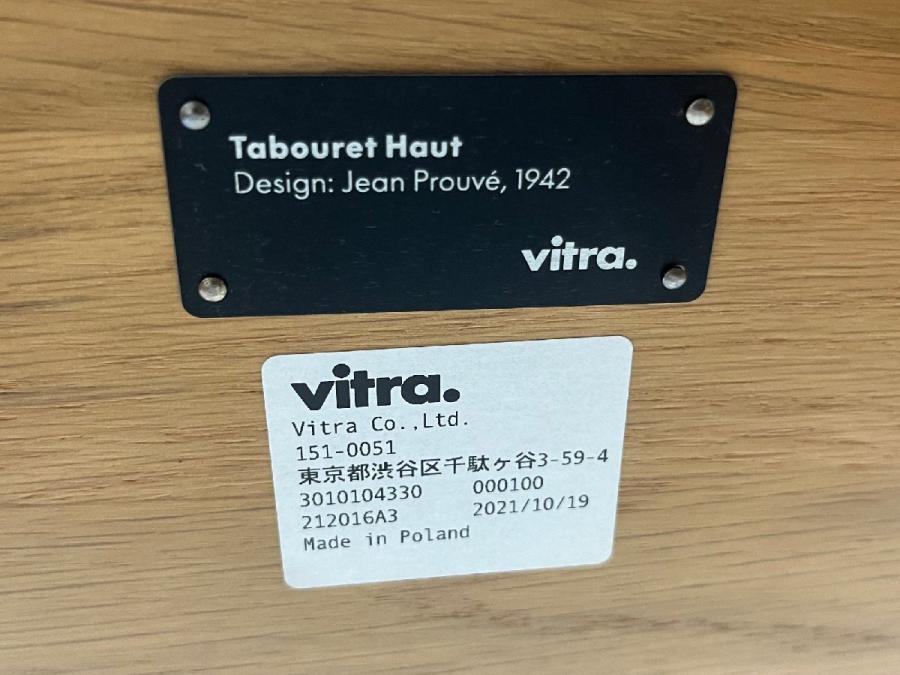 Tabouret Haut
Design: Jean Prouvé, 1942
vitra.
vitra.
Vitra Co.,Ltd.
151-0051
東京都渋谷区千駄ヶ谷3-59-4
3010104330 000100
212016A3 2021/10/19
Made in Poland